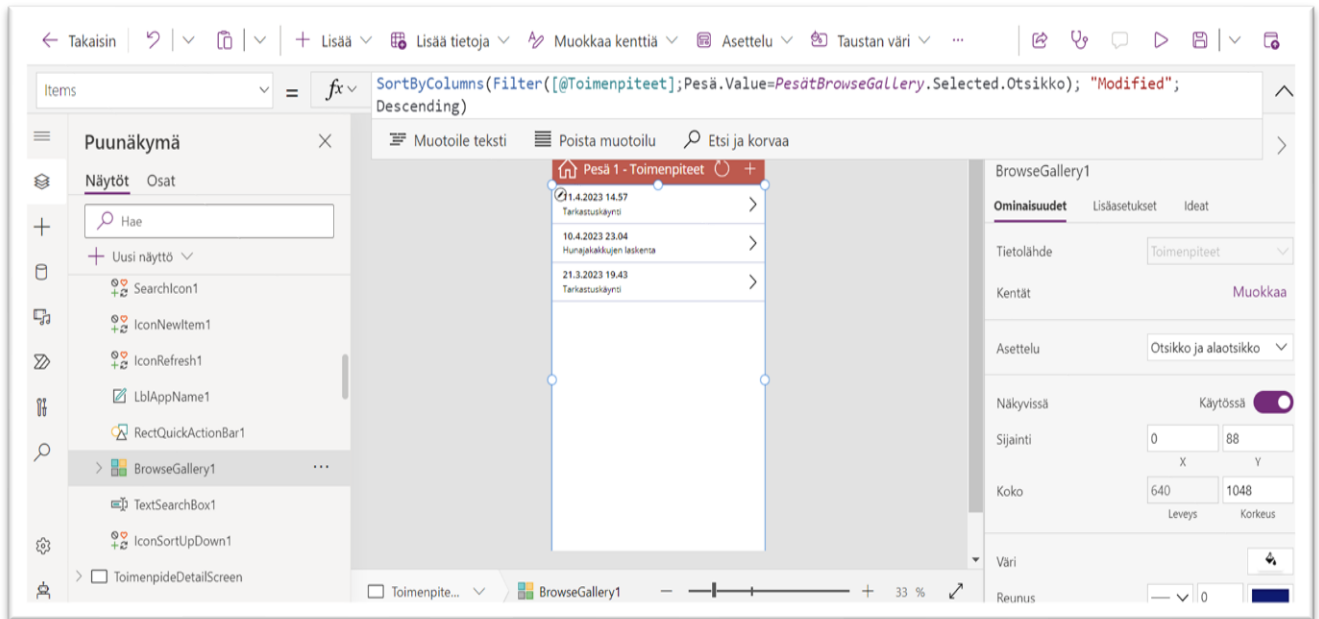 Takaisin Lisää Lisää tietoja Muokkaa kenttiä Asettelu Taustan väri ...
Items = fx SortByColumns(Filter([@Toimenpiteet];Pesä.Value=PesätBrowseGallery.Selected.Otsikko); "Modified";
Descending)
Muotoile teksti Poista muotoilu Etsi ja korvaa
Puunäkymä
Näytöt Osat
Hae
Uusi näyttö
SearchIcon1
IconNewItem1
IconRefresh1
LblAppName1
RectQuickActionBar1
BrowseGallery1 ...
TextSearchBox1
IconSortUpDown1
ToimenpideDetailScreen
Pesä 1 - Toimenpiteet
11.4.2023 14.57
Tarkastuskäynti
10.4.2023 23.04
Hunajakakkujen laskenta
21.3.2023 19.43
Tarkastuskäynti
Toimenpite... BrowseGallery1 33 %
BrowseGallery1
Ominaisuudet Lisäasetukset Ideat
Tietolähde Toimenpiteet
Kentät Muokkaa
Asettelu Otsikko ja alaotsikko
Näkyvissä Käytössä
Sijainti 0 88
X Y
Koko 640 1048
Leveys Korkeus
Väri
Reunus 0